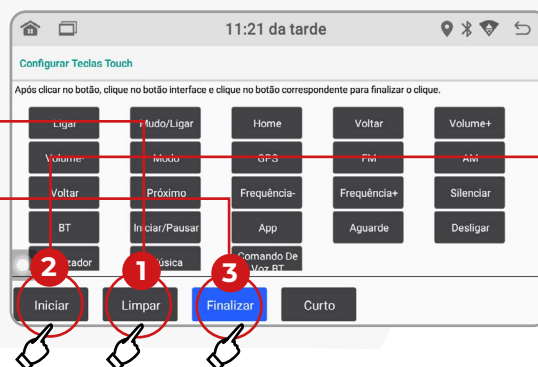 11:21 da tarde
Configurar Teclas Touch
Após clicar no botão, clique no botão interface e clique no botão correspondente para finalizar o clique.
Ligar Mudo/Ligar Home Voltar Volume+
Volume- Modo GPS FM AM
Voltar Próximo Frequência- Frequência+ Silenciar
BT Iniciar/Pausar App Aguarde Desligar
Música Comando De
Voz BT
2 1 3
Iniciar Limpar Finalizar Curto